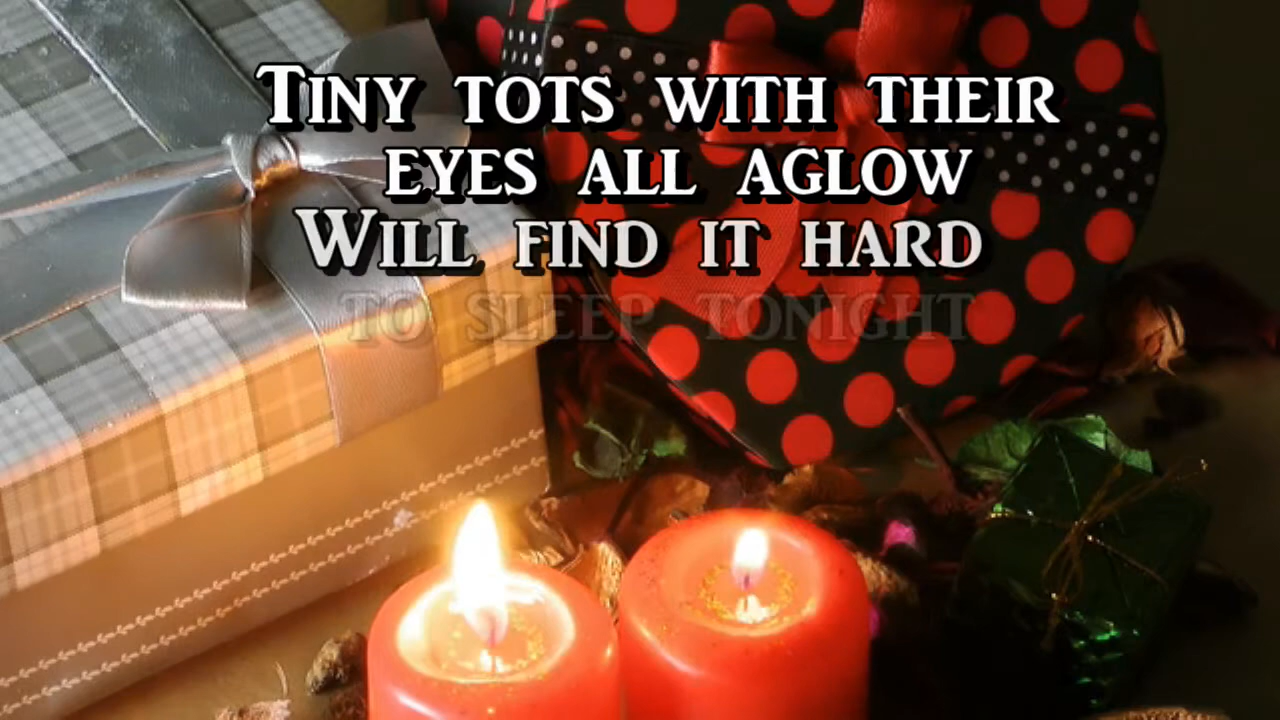 Tiny tots with their
eyes all aglow
Will find it hard
to sleep tonight